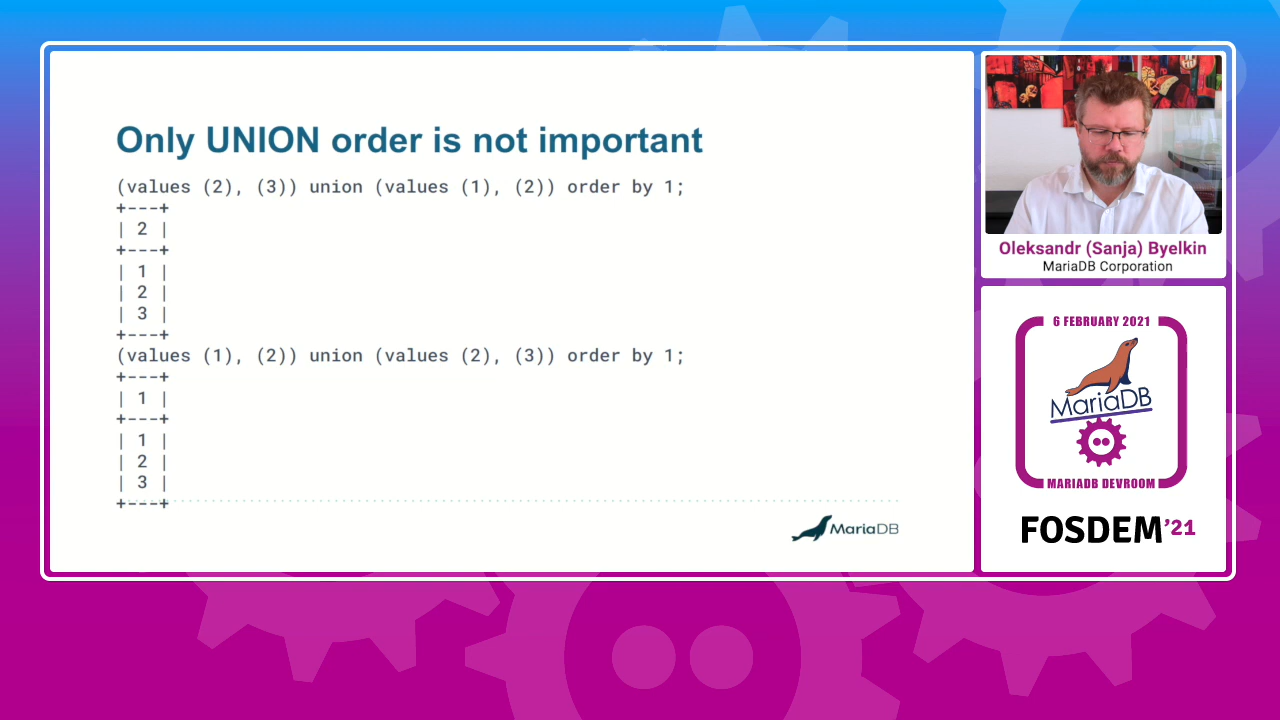 Only UNION order is not important
(values (2), (3)) union (values (1), (2)) order by 1;
+---+
| 2 |
+---+
| 1 |
| 2 |
| 3 |
+---+
(values (1), (2)) union (values (2), (3)) order by 1;
+---+
| 1 |
+---+
| 1 |
| 2 |
| 3 |
+---+
MariaDB
Oleksandr (Sanja) Byelkin
MariaDB Corporation
6 FEBRUARY 2021
MariaDB
MARIADB DEVROOM
FOSDEM'21